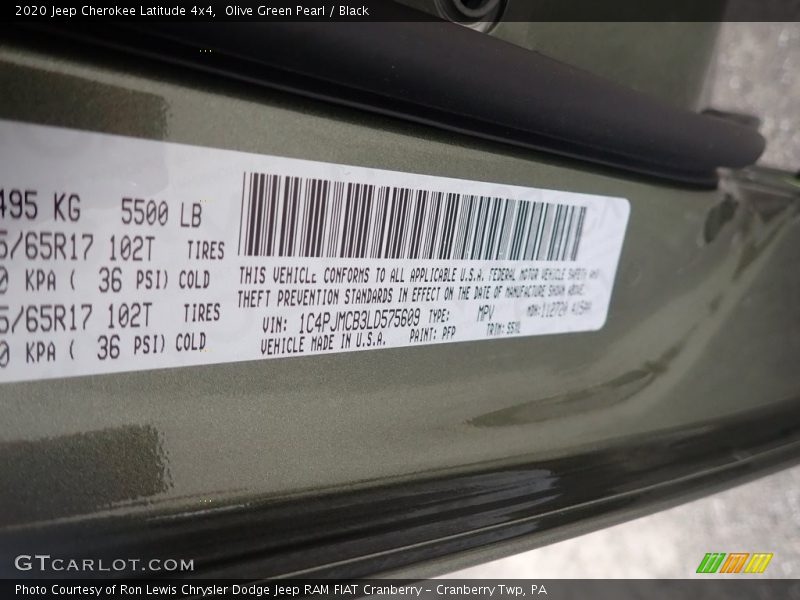 2020 Jeep Cherokee Latitude 4x4,  Olive Green Pearl / Black
495 KG 5500 LB
5/65R17 102T TIRES
0 KPA ( 36 PSI) COLD
5/65R17 102T TIRES
0 KPA ( 36 PSI) COLD
THIS VEHICLE CONFORMS TO ALL APPLICABLE U.S.A. FEDERAL MOTOR VEHICLE SAFETY AND
THEFT PREVENTION STANDARDS IN EFFECT ON THE DATE OF MANUFACTURE SHOWN ABOVE.
VIN: 1C4PJMCB3LD575609 TYPE: MPV
VEHICLE MADE IN U.S.A. PAINT: PFP TRIM:
GTCARLOT.COM
Photo Courtesy of Ron Lewis Chrysler Dodge Jeep RAM FIAT Cranberry – Cranberry Twp, PA